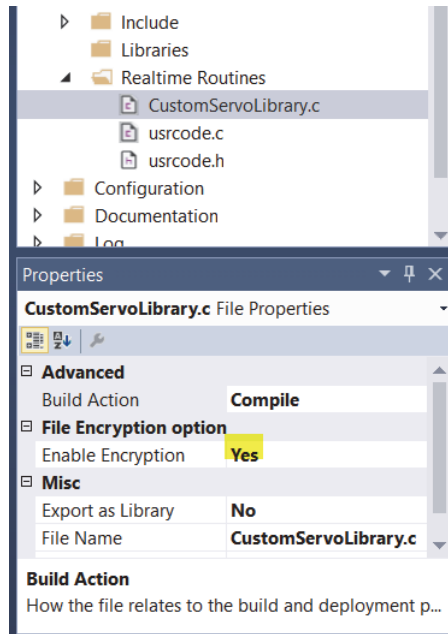 Include
Libraries
Realtime Routines
CustomServoLibrary.c
usrcode.c
usrcode.h
Configuration
Documentation
Log
Properties
CustomServoLibrary.c File Properties
Advanced
Build Action Compile
File Encryption option
Enable Encryption Yes
Misc
Export as Library No
File Name CustomServoLibrary.c
Build Action
How the file relates to the build and deployment p...